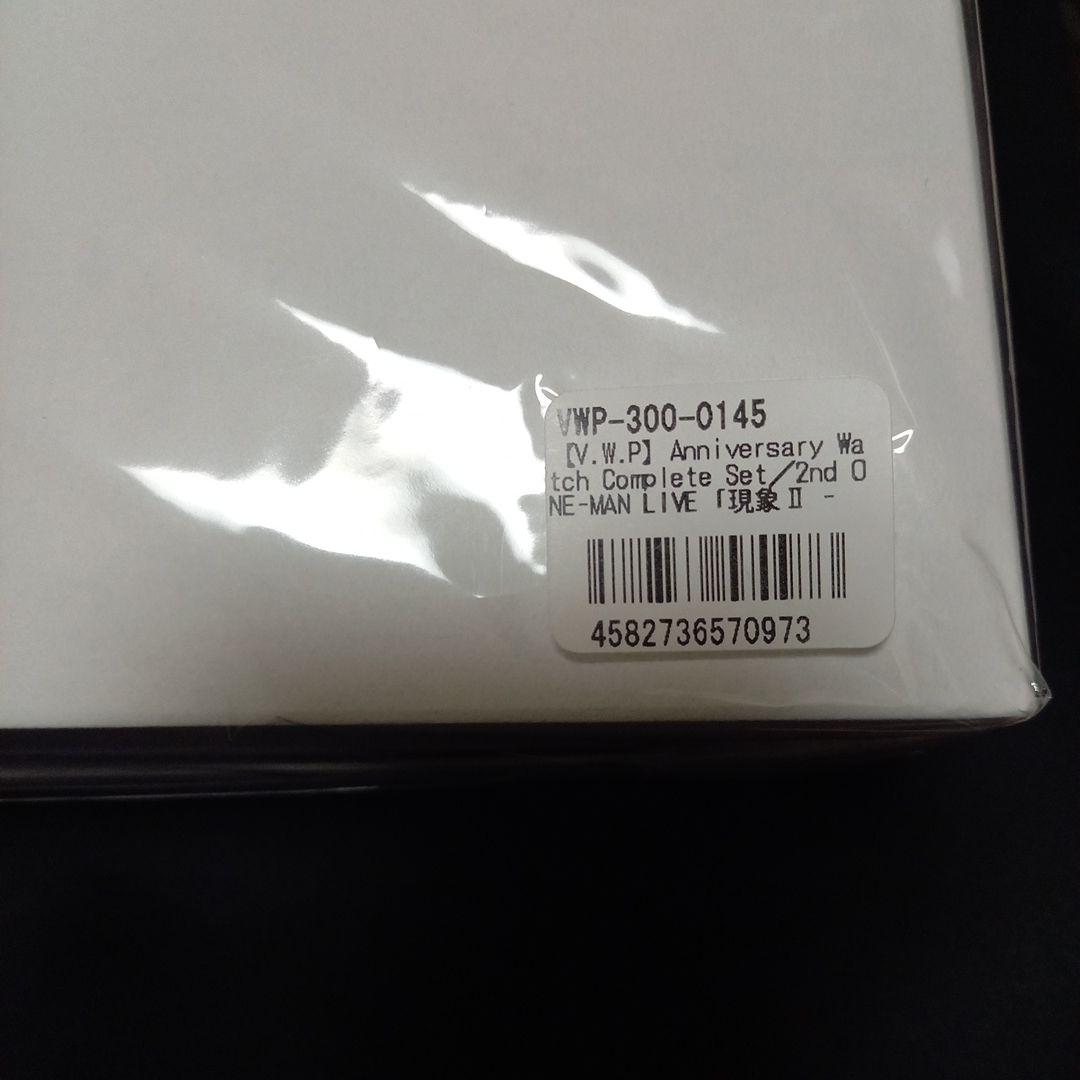 VWP-300-0145
【V.W.P】Anniversary Wa
tch Complete Set／2nd O
NE-MAN LIVE 「現象Ⅱ -
4582736570973